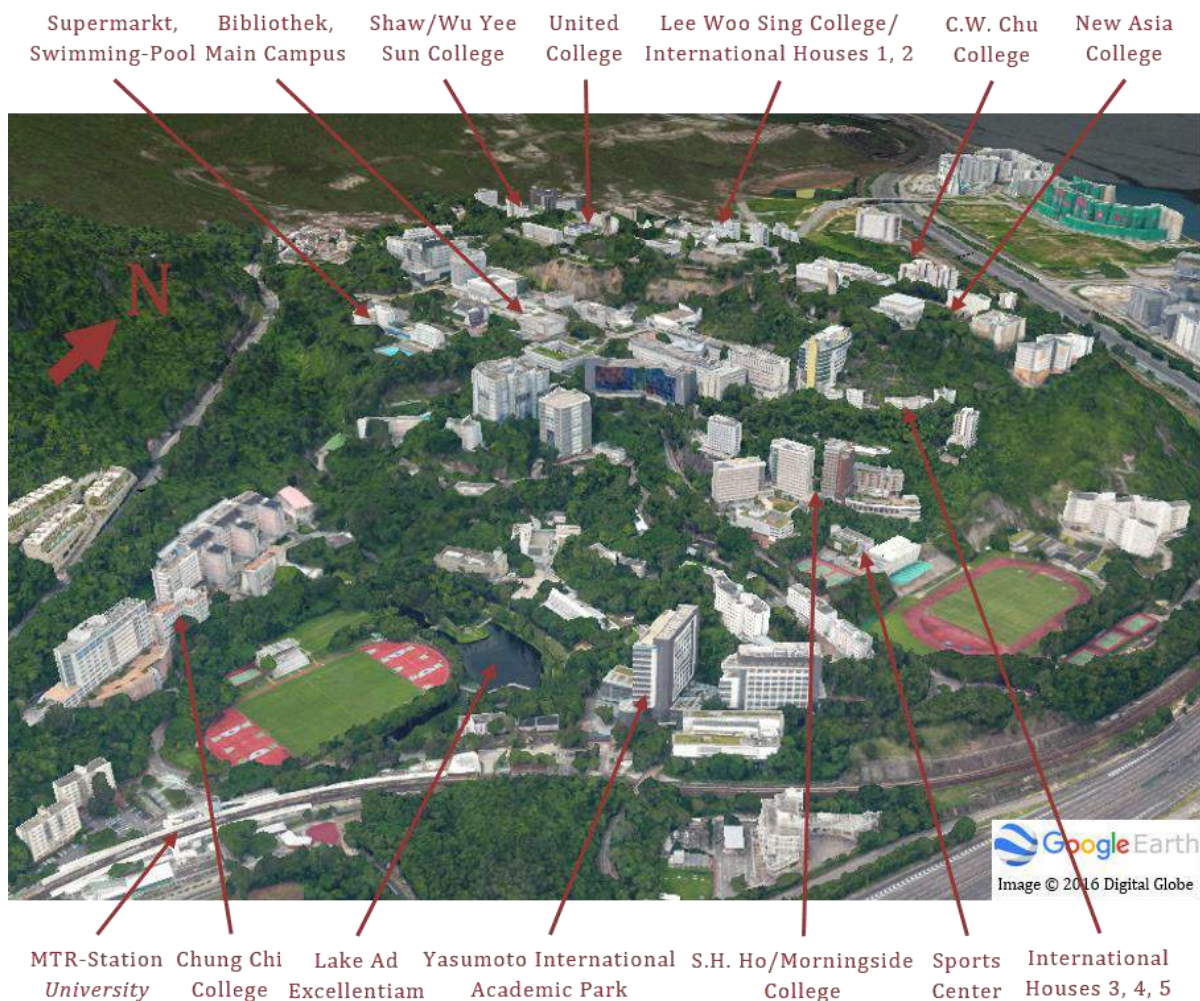 Supermarkt,
Swimming-Pool
Bibliothek,
Main Campus
Shaw/Wu Yee
Sun College
United
College
Lee Woo Sing College/
International Houses 1, 2
C.W. Chu
College
New Asia
College
N
Google Earth
Image © 2016 Digital Globe
MTR-Station
University
Chung Chi
College
Lake Ad
Excellentiam
Yasumoto International
Academic Park
S.H. Ho/Morningside
College
Sports
Center
International
Houses 3, 4, 5